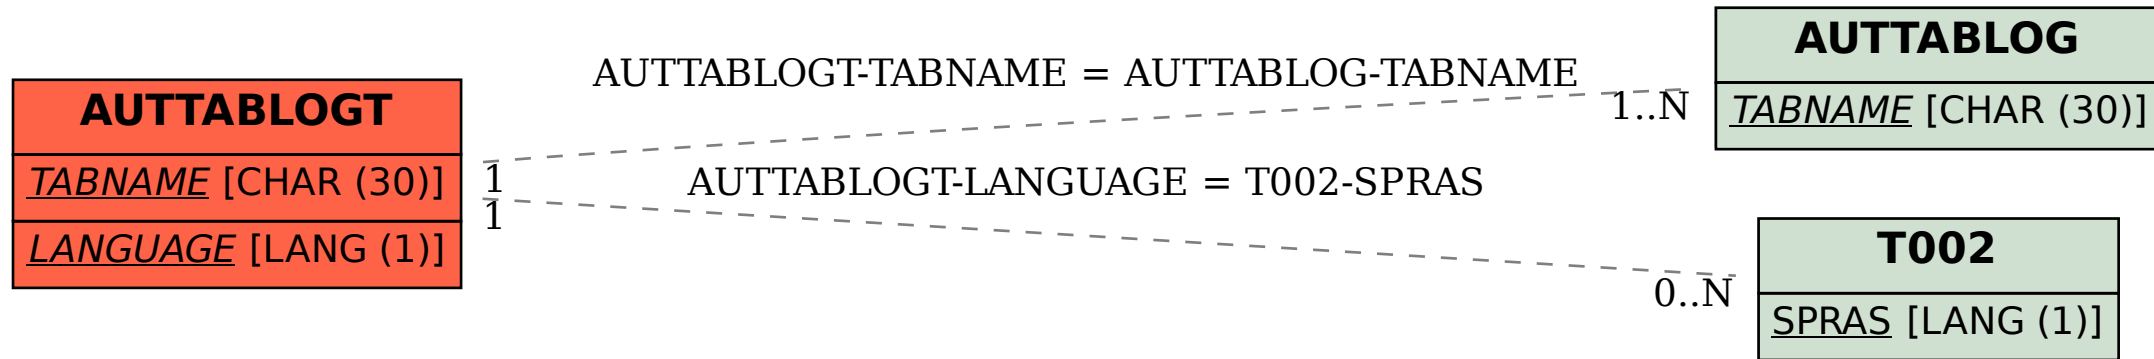 AUTTABLOGT
TABNAME [CHAR (30)]
LANGUAGE [LANG (1)]
AUTTABLOGT-TABNAME = AUTTABLOG-TABNAME
1
1..N
AUTTABLOGT-LANGUAGE = T002-SPRAS
1
0..N
AUTTABLOG
TABNAME [CHAR (30)]
T002
SPRAS [LANG (1)]